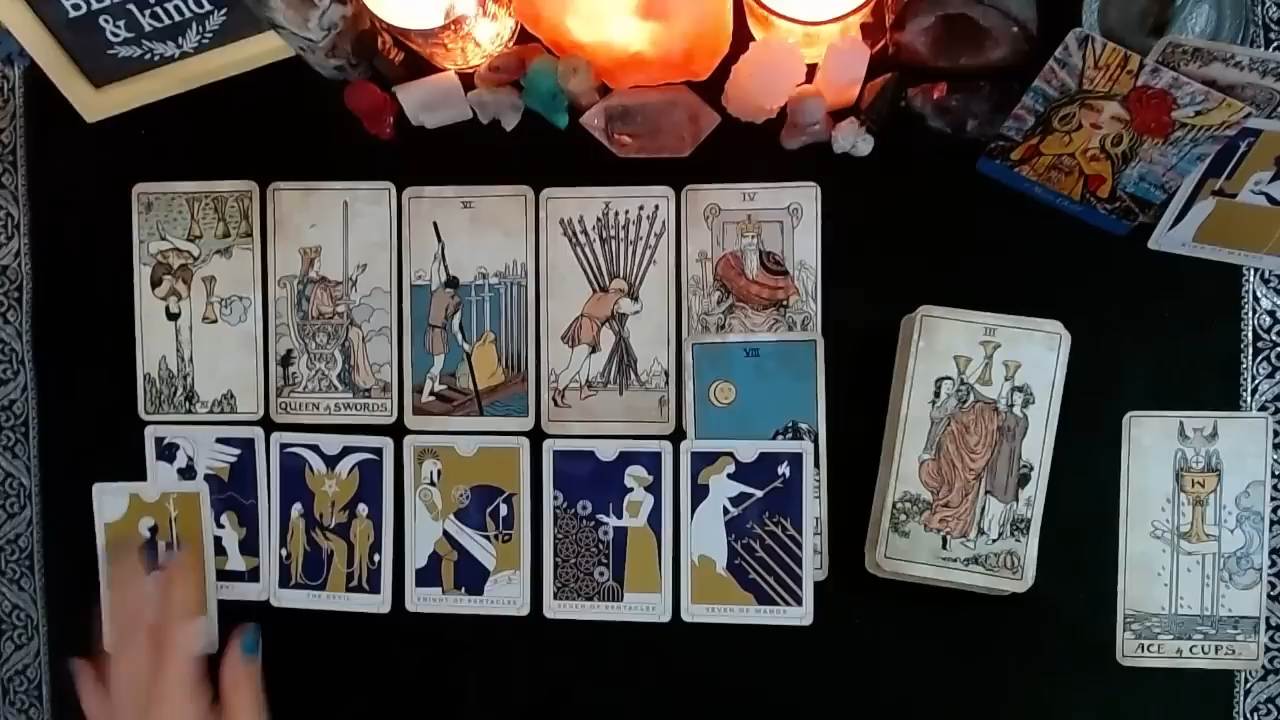 & kind
IV
VI
X
QUEEN of SWORDS.
VIII
III
THE DEVIL
KNIGHT OF PENTACLES
SEVEN OF PENTACLES
SEVEN OF WANDS
ACE of CUPS.